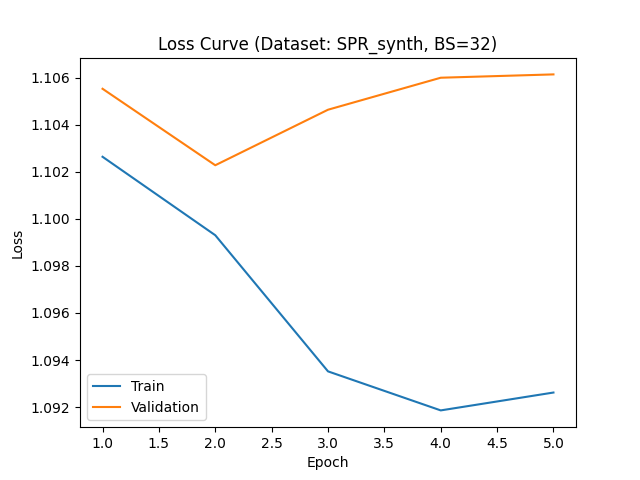 Loss Curve (Dataset: SPR_synth, BS=32)
1.106
1.104
1.102
1.100
1.098
1.096
1.094
1.092
Loss
Train
Validation
1.0 1.5 2.0 2.5 3.0 3.5 4.0 4.5 5.0
Epoch